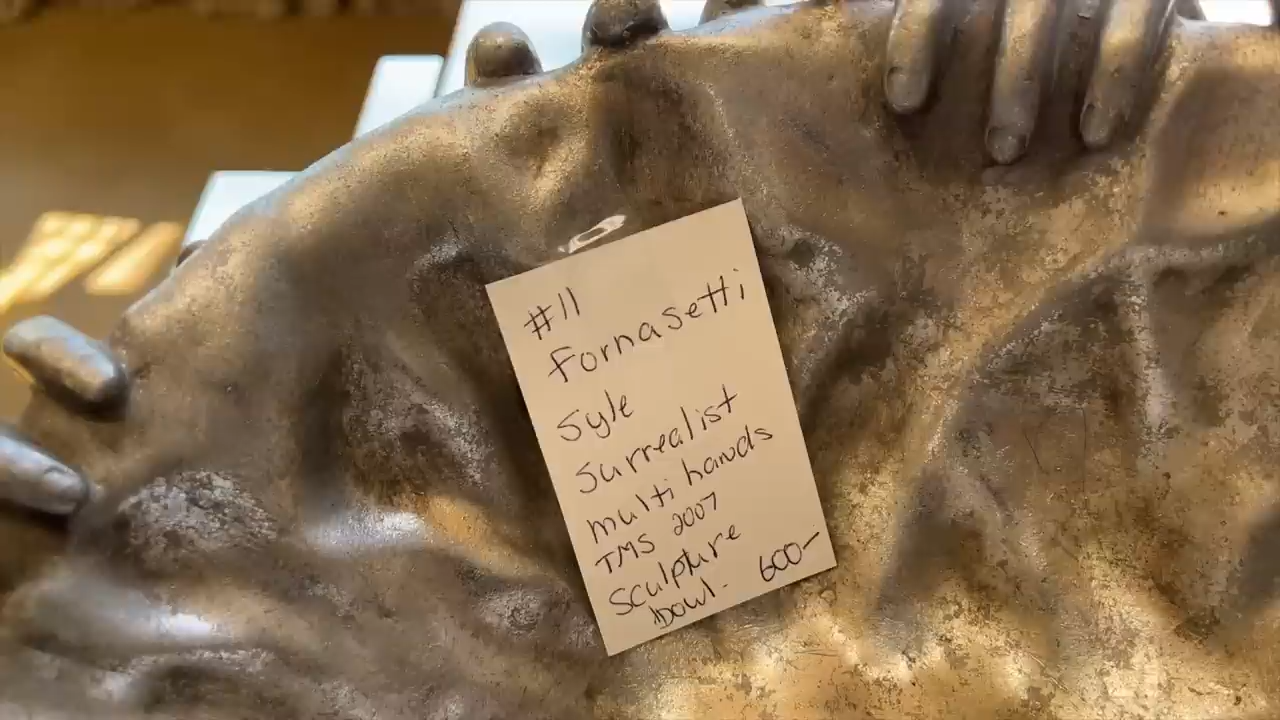 #11
Fornasetti
Syle
Surrealist
multi hands
TMS 2007
Sculpture
bowl - 600-